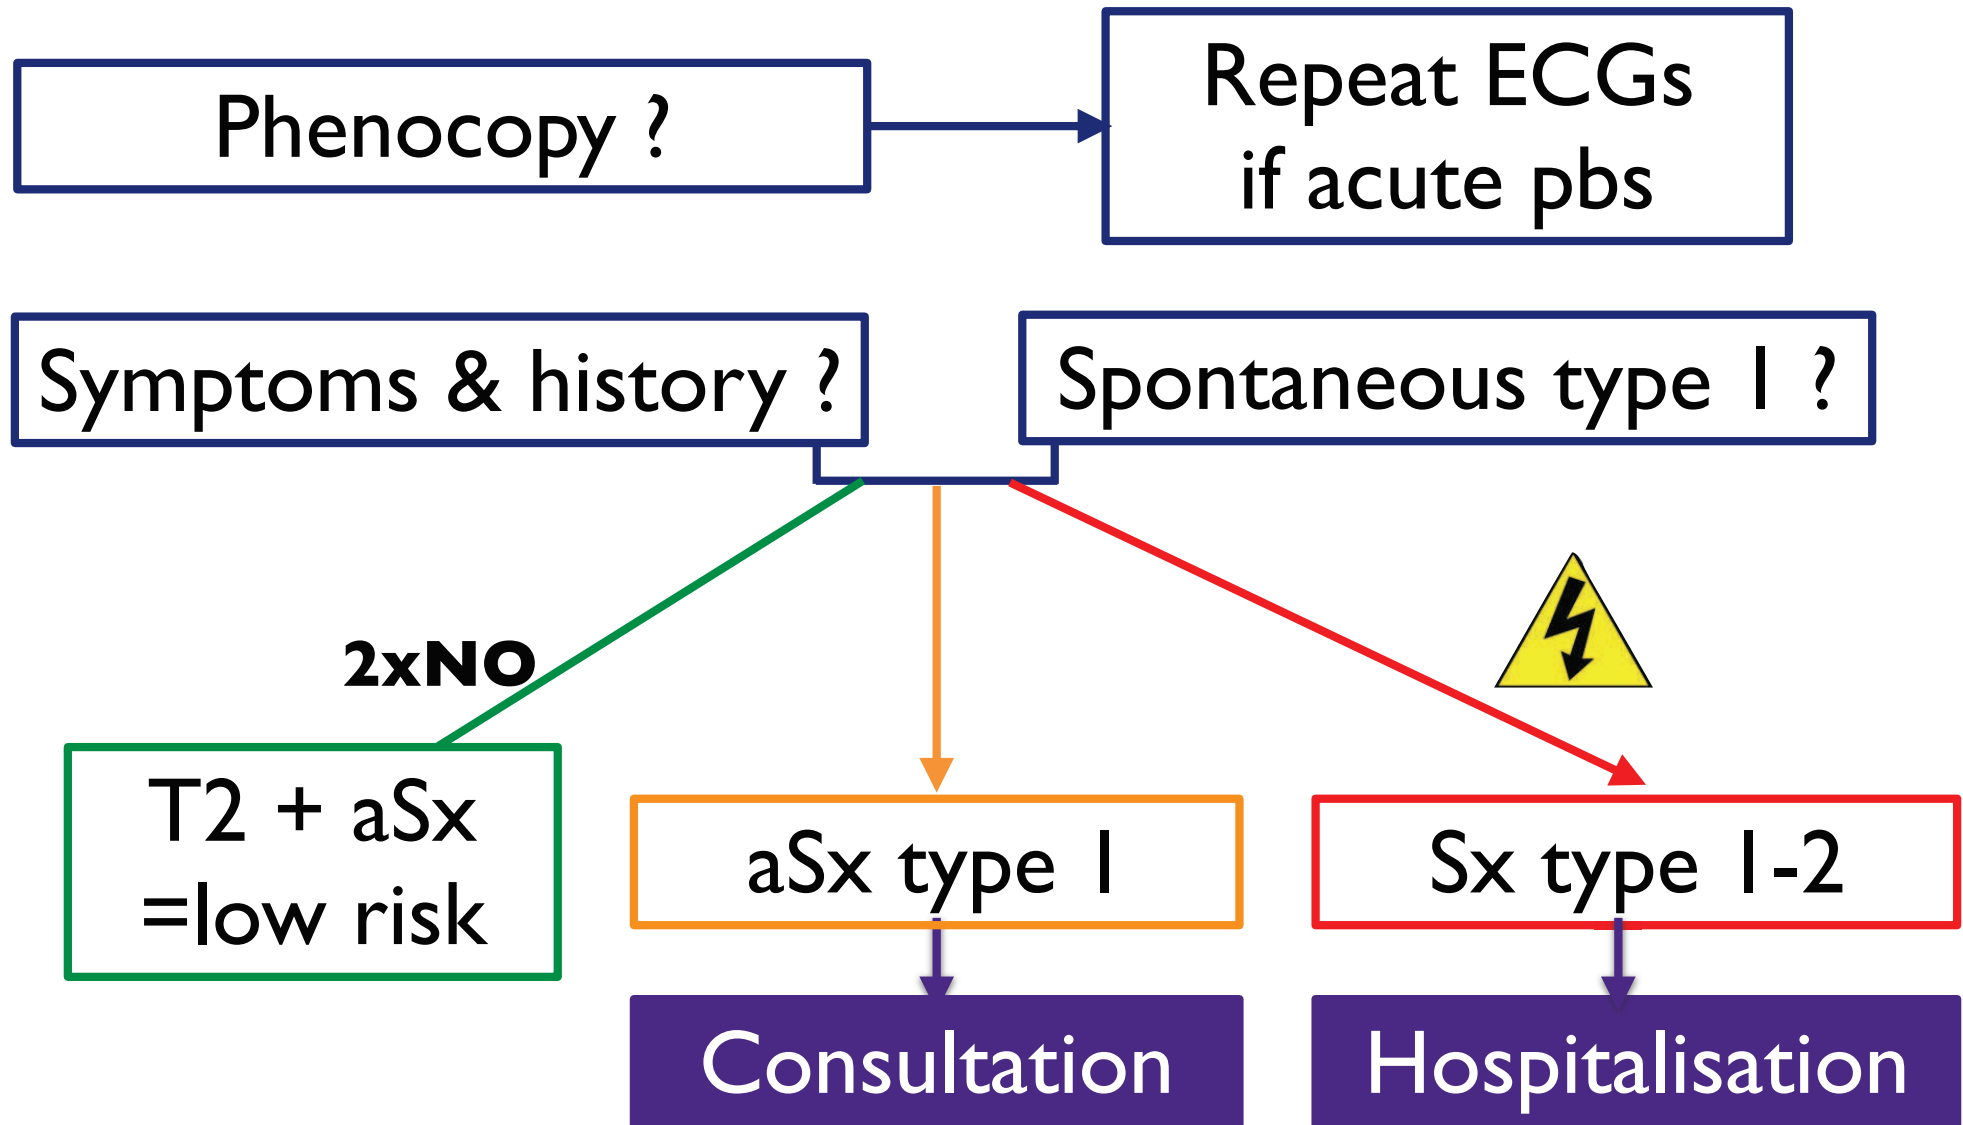 Phenocopy ?
Repeat ECGs
if acute pbs
Symptoms & history ?
Spontaneous type 1 ?
2xNO
T2 + aSx
=low risk
aSx type 1
Sx type 1-2
Consultation
Hospitalisation